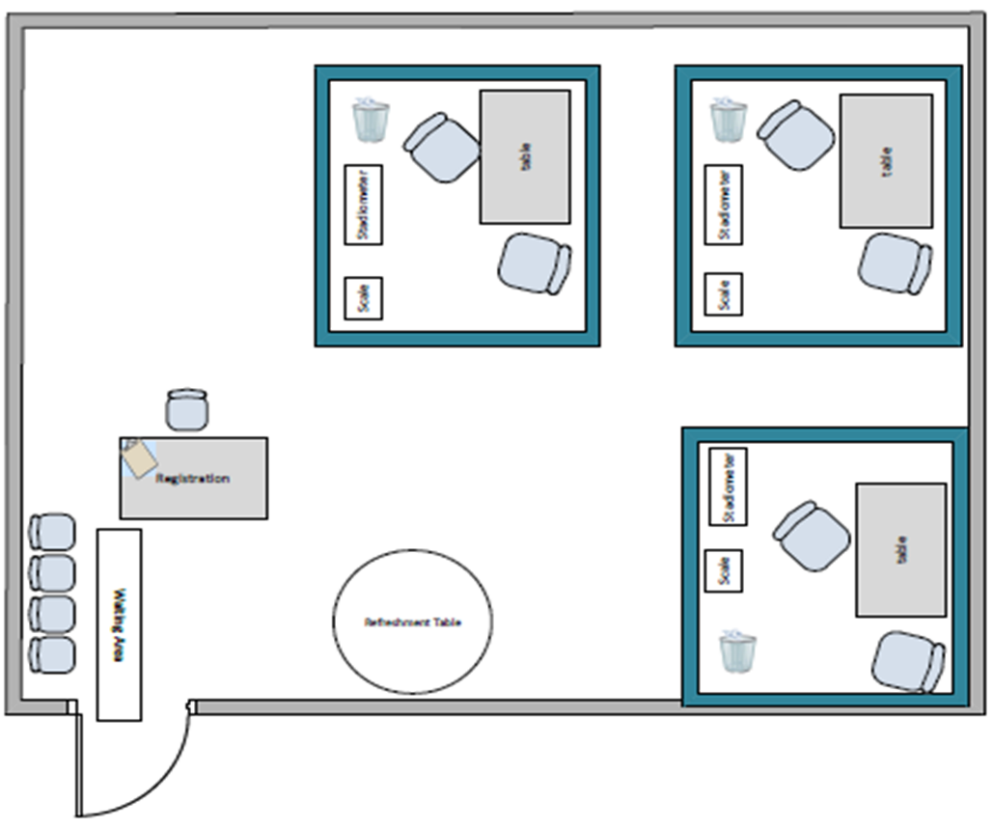 table
Stadiometer
Scale
table
Stadiometer
Scale
Registration
Waiting Area
Refreshment Table
Stadiometer
Scale
table